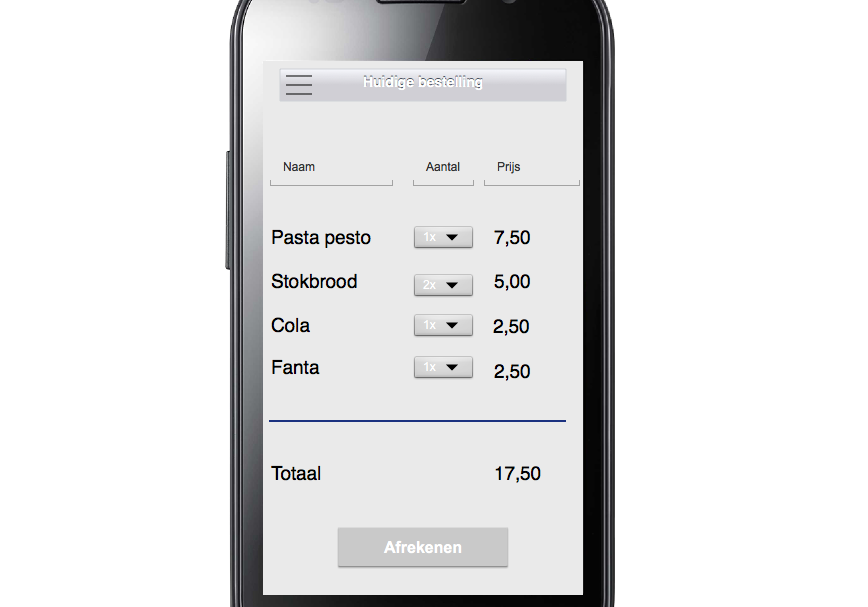 Huldige bestelling
Naam Aantal Prijs
Pasta pesto 1x 7,50
Stokbrood 2x 5,00
Cola 1x 2,50
Fanta 1x 2,50
Totaal 17,50
Afrekenen